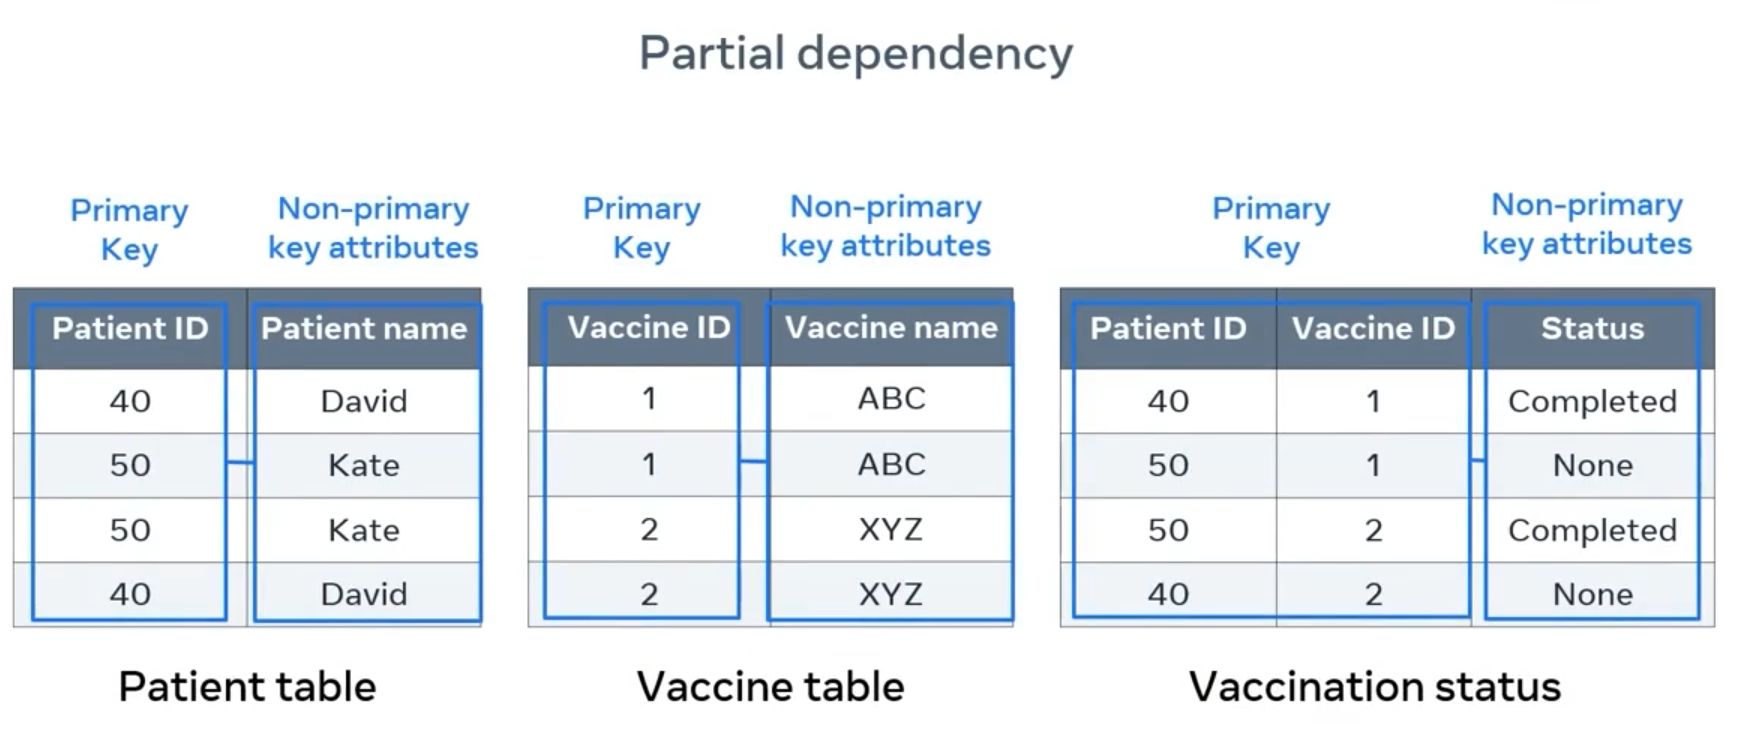 Partial dependency
Primary Key
Non-primary key attributes
Patient ID Patient name
40 David
50 Kate
50 Kate
40 David
Patient table
Primary Key
Non-primary key attributes
Vaccine ID Vaccine name
1 ABC
1 ABC
2 XYZ
2 XYZ
Vaccine table
Primary Key
Non-primary key attributes
Patient ID Vaccine ID Status
40 1 Completed
50 1 None
50 2 Completed
40 2 None
Vaccination status